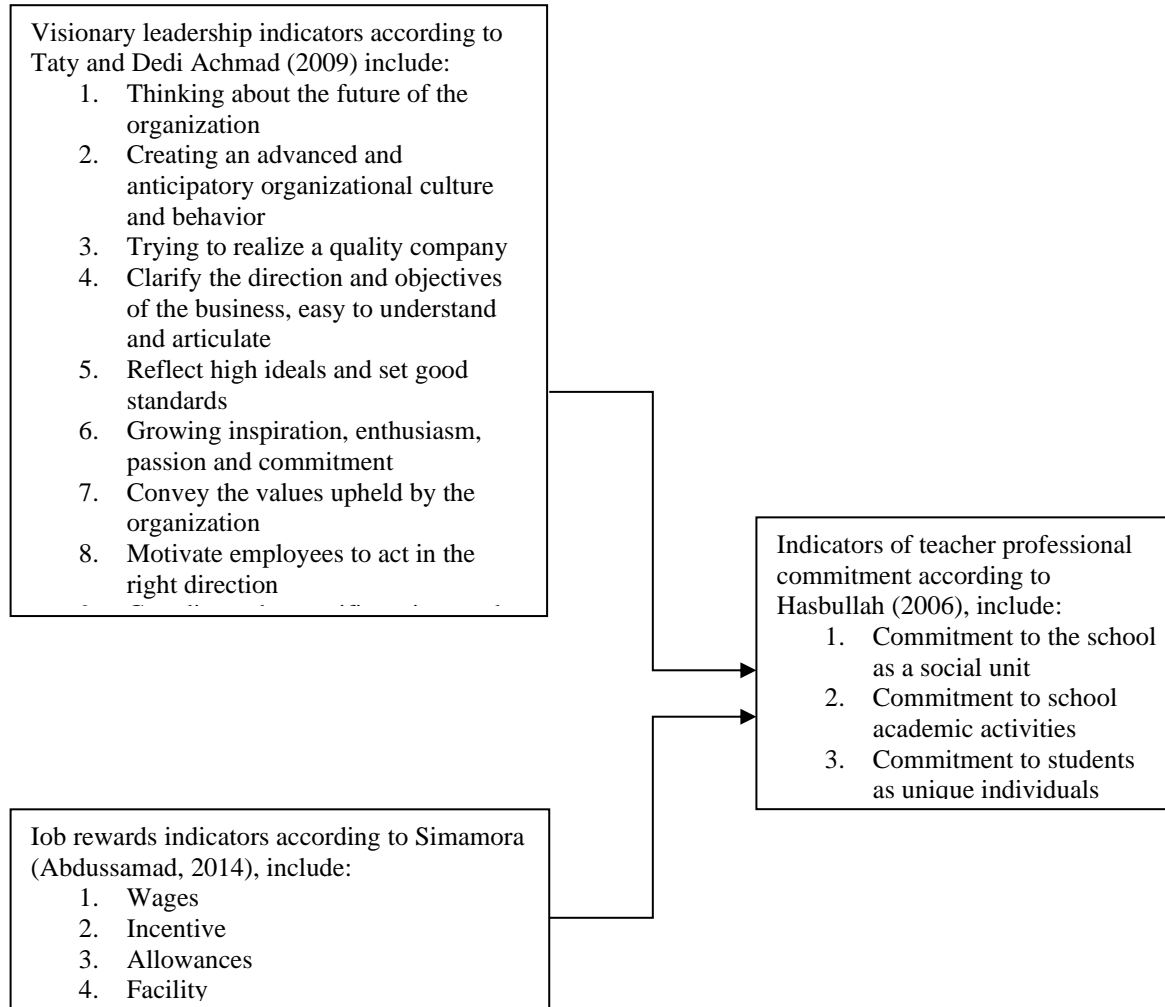 Visionary leadership indicators according to
Taty and Dedi Achmad (2009) include:
1. Thinking about the future of the
organization
2. Creating an advanced and
anticipatory organizational culture
and behavior
3. Trying to realize a quality company
4. Clarify the direction and objectives
of the business, easy to understand
and articulate
5. Reflect high ideals and set good
standards
6. Growing inspiration, enthusiasm,
passion and commitment
7. Convey the values upheld by the
organization
8. Motivate employees to act in the
right direction
Indicators of teacher professional
commitment according to
Hasbullah (2006), include:
1. Commitment to the school
as a social unit
2. Commitment to school
academic activities
3. Commitment to students
as unique individuals
Iob rewards indicators according to Simamora
(Abdussamad, 2014), include:
1. Wages
2. Incentive
3. Allowances
4. Facility